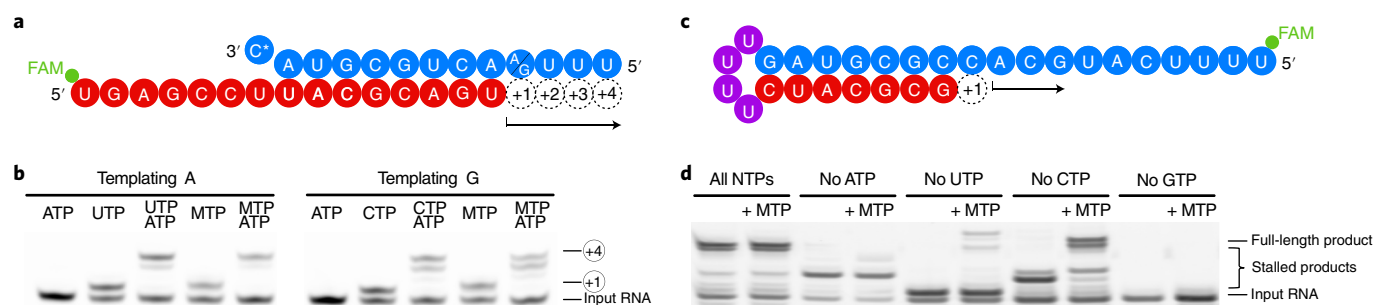 a
3′ C* A U G C G U C A A/G U U U 5′
FAM
5′ U G A G C C U U A C G C A G U +1 +2 +3 +4
b
Templating A
ATP UTP UTP ATP MTP MTP ATP
Templating G
ATP CTP CTP ATP MTP MTP ATP
+4
+1
Input RNA
c
FAM
U U U U
G A U G C G C C A C G U A C U U U U 5′
C U A C G C G +1
d
All NTPs No ATP No UTP No CTP No GTP
+ MTP + MTP + MTP + MTP + MTP
Full-length product
Stalled products
Input RNA